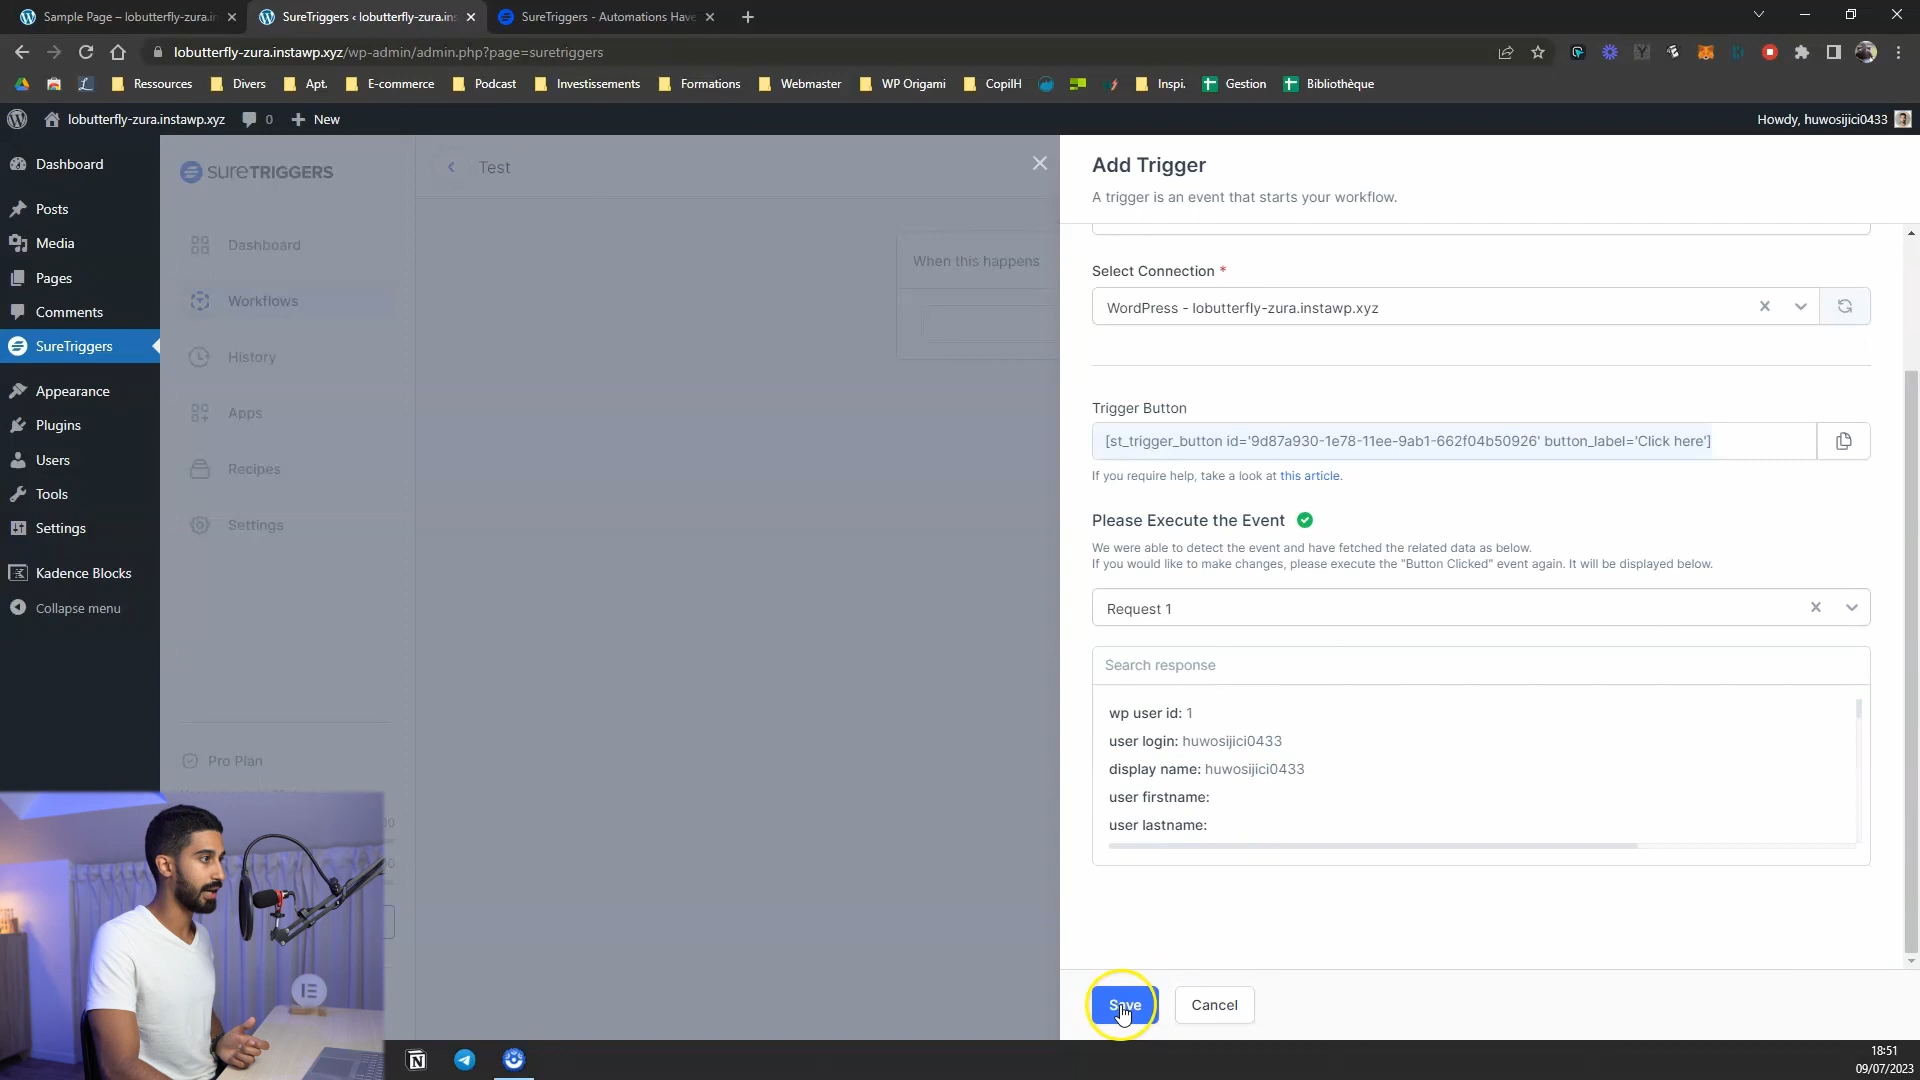 Sample Page – lobutterfly-zura.in
SureTriggers ‹ lobutterfly-zura.ins
SureTriggers - Automations Have
lobutterfly-zura.instawp.xyz/wp-admin/admin.php?page=suretriggers
Ressources
Divers
Apt.
E-commerce
Podcast
Investissements
Formations
Webmaster
WP Origami
CopilH
Inspi.
Gestion
Bibliothèque
lobutterfly-zura.instawp.xyz
0
New
Howdy, huwosijici0433
Dashboard
Posts
Media
Pages
Comments
SureTriggers
Appearance
Plugins
Users
Tools
Settings
Kadence Blocks
Collapse menu
SURETRIGGERS
Dashboard
Workflows
History
Apps
Recipes
Settings
Pro Plan
Test
When this happens
Add Trigger
A trigger is an event that starts your workflow.
Select Connection *
WordPress - lobutterfly-zura.instawp.xyz
Trigger Button
[st_trigger_button id='9d87a930-1e78-11ee-9ab1-662f04b50926' button_label='Click here']
If you require help, take a look at this article.
Please Execute the Event
We were able to detect the event and have fetched the related data as below.
If you would like to make changes, please execute the "Button Clicked" event again. It will be displayed below.
Request 1
Search response
wp user id: 1
user login: huwosijici0433
display name: huwosijici0433
user firstname:
user lastname:
Save
Cancel
18:51
09/07/2023